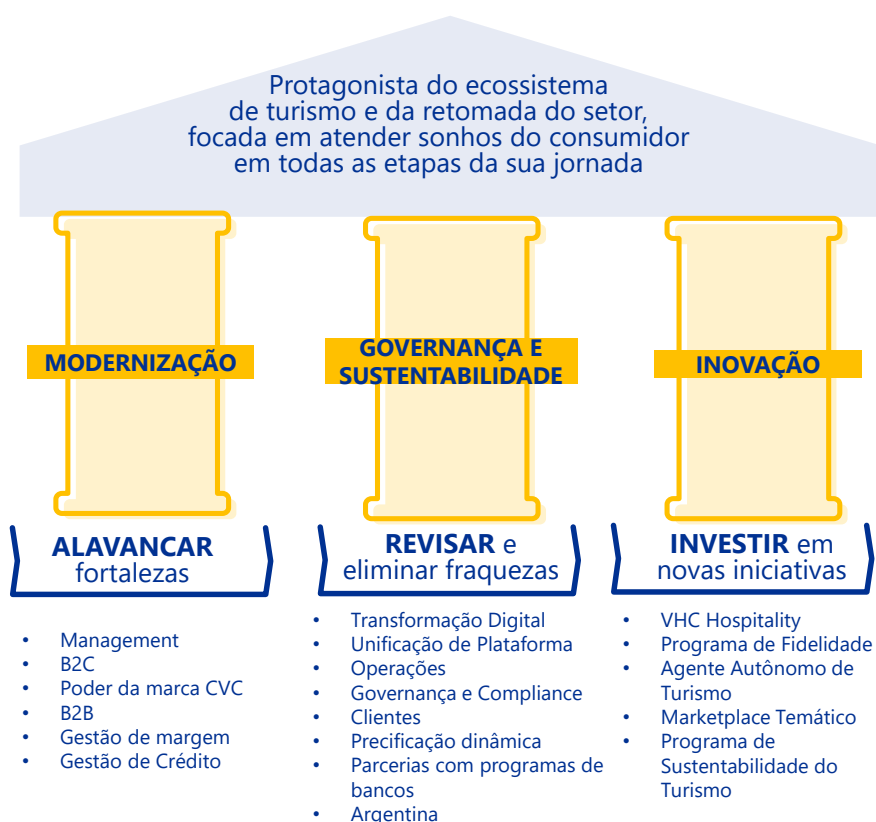 Protagonista do ecossistema
de turismo e da retomada do setor,
focada em atender sonhos do consumidor
em todas as etapas da sua jornada
MODERNIZAÇÃO
ALAVANCAR
fortalezas
• Management
• B2C
• Poder da marca CVC
• B2B
• Gestão de margem
• Gestão de Crédito
GOVERNANÇA E
SUSTENTABILIDADE
REVISAR e
eliminar fraquezas
• Transformação Digital
• Unificação de Plataforma
• Operações
• Governança e Compliance
• Clientes
• Precificação dinâmica
• Parcerias com programas de
bancos
• Argentina
INOVAÇÃO
INVESTIR em
novas iniciativas
• VHC Hospitality
• Programa de Fidelidade
• Agente Autônomo de
Turismo
• Marketplace Temático
• Programa de
Sustentabilidade do
Turismo